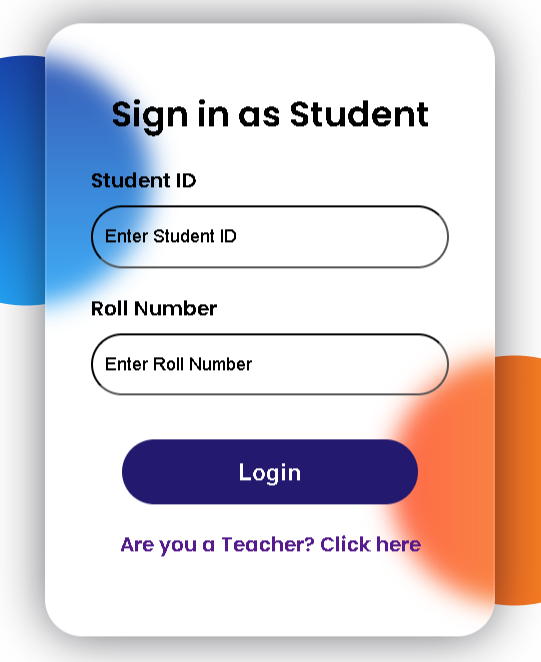 Sign in as Student
Student ID
Enter Student ID
Roll Number
Enter Roll Number
Login
Are you a Teacher? Click here